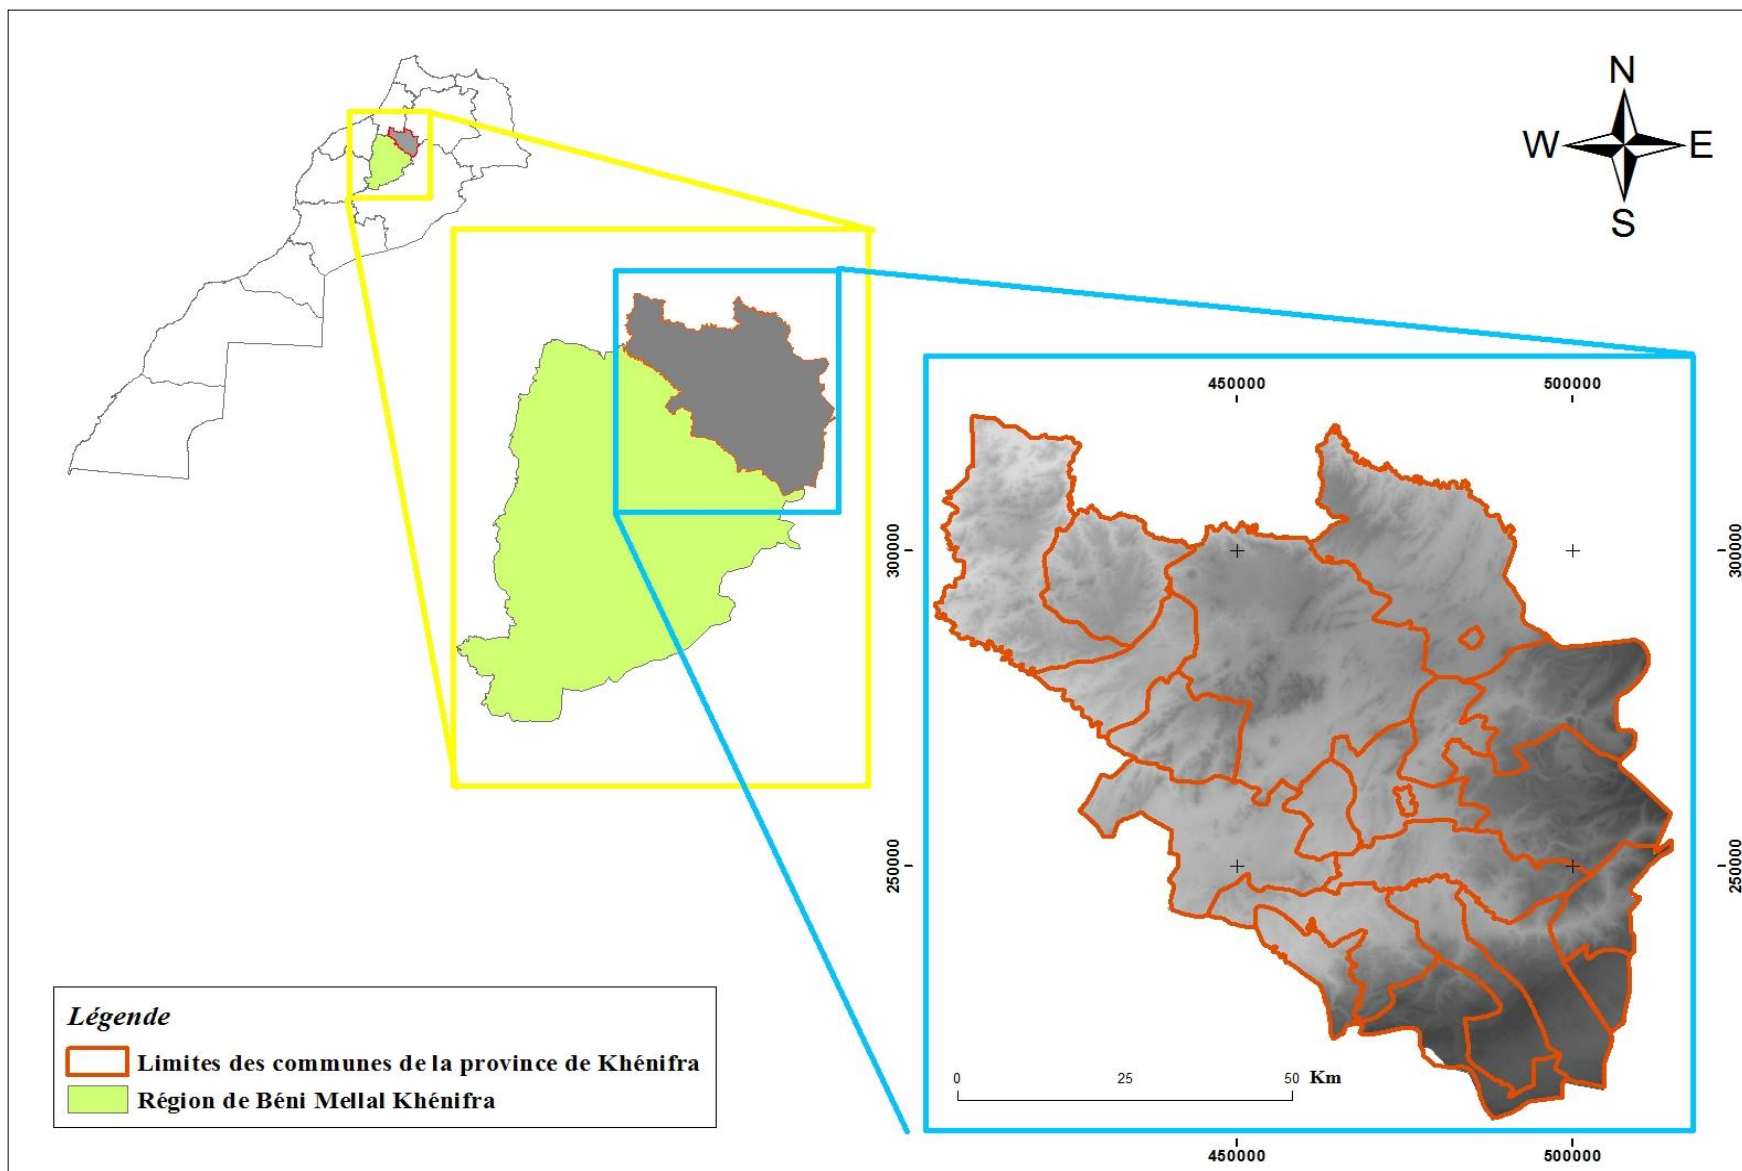 N
W E
S
450000 500000
300000 300000
250000 250000
Légende
Limites des communes de la province de Khénifra
Région de Béni Mellal Khénifra
0 25 50 Km
450000 500000